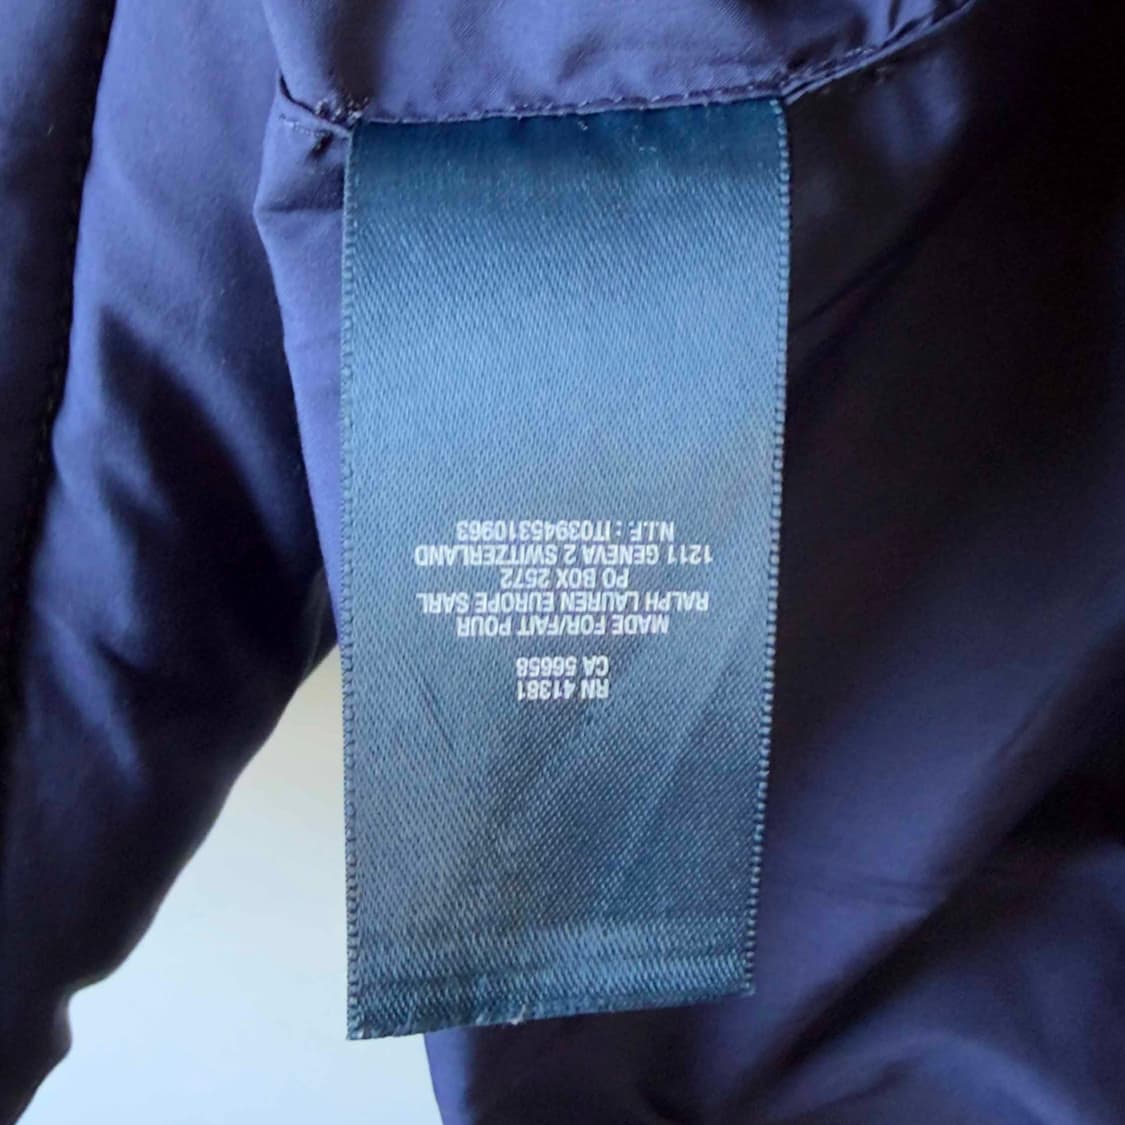 RN 41381
CA 56658
MADE FOR/FAIT POUR
RALPH LAUREN EUROPE SARL
PO BOX 2572
1211 GENEVA 2 SWITZERLAND
N.I.F. : IT03945310963